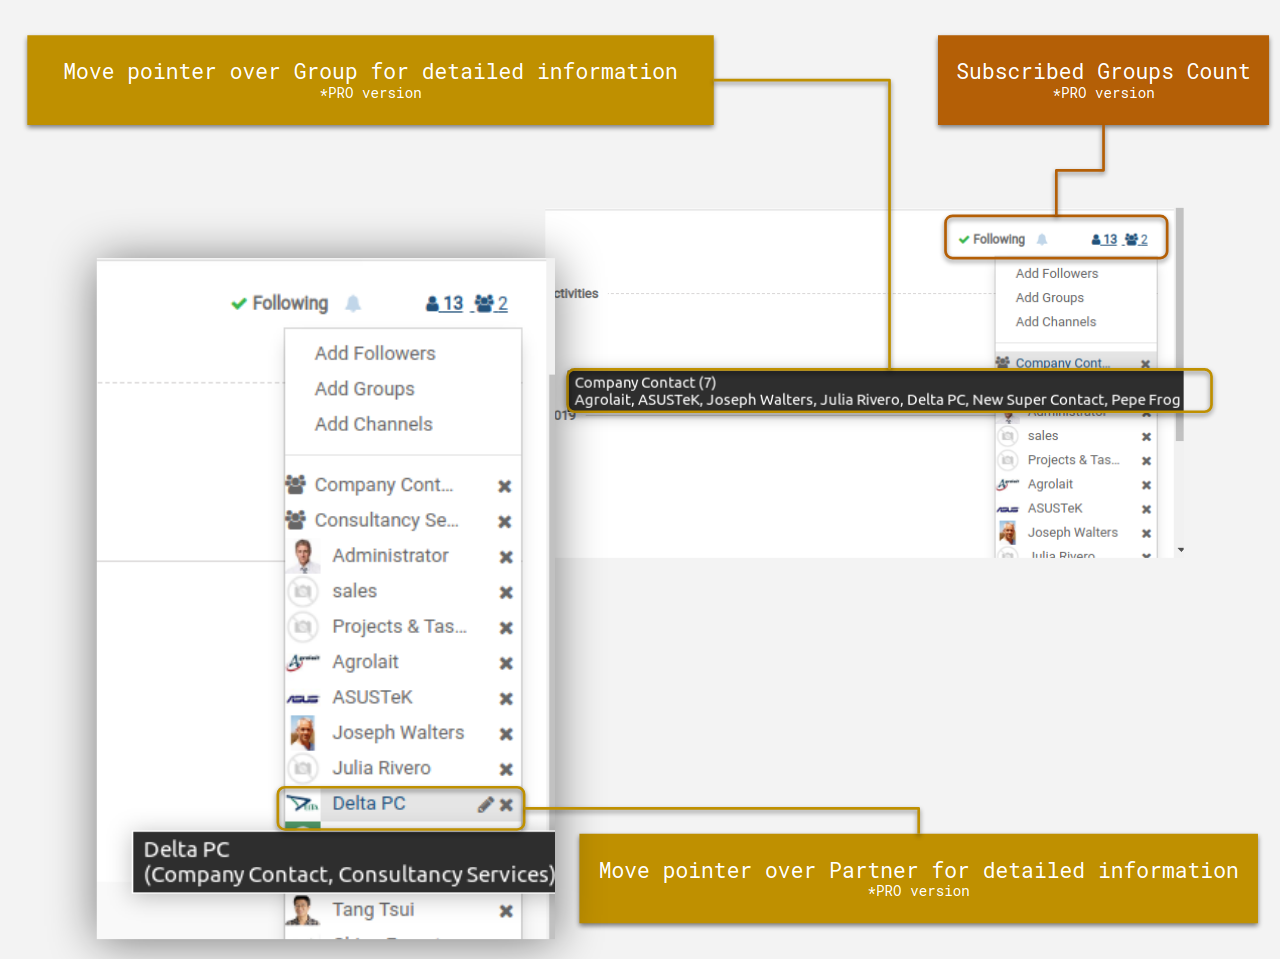 Move pointer over Group for detailed information
*PRO version
Subscribed Groups Count
*PRO version
Following 13 2
Add Followers
Add Groups
Add Channels
Company Cont...
ctivities
Company Contact (7)
Agrolait, ASUSTeK, Joseph Walters, Julia Rivero, Delta PC, New Super Contact, Pepe Frog
019
Administrator
sales
Projects & Tas...
Agrolait
ASUSTeK
Joseph Walters
Julia Rivero
Following 13 2
Add Followers
Add Groups
Add Channels
Company Cont...
Consultancy Se...
Administrator
sales
Projects & Tas...
Agrolait
ASUSTeK
Joseph Walters
Julia Rivero
Delta PC
Delta PC
(Company Contact, Consultancy Services)
Tang Tsui
Move pointer over Partner for detailed information
*PRO version